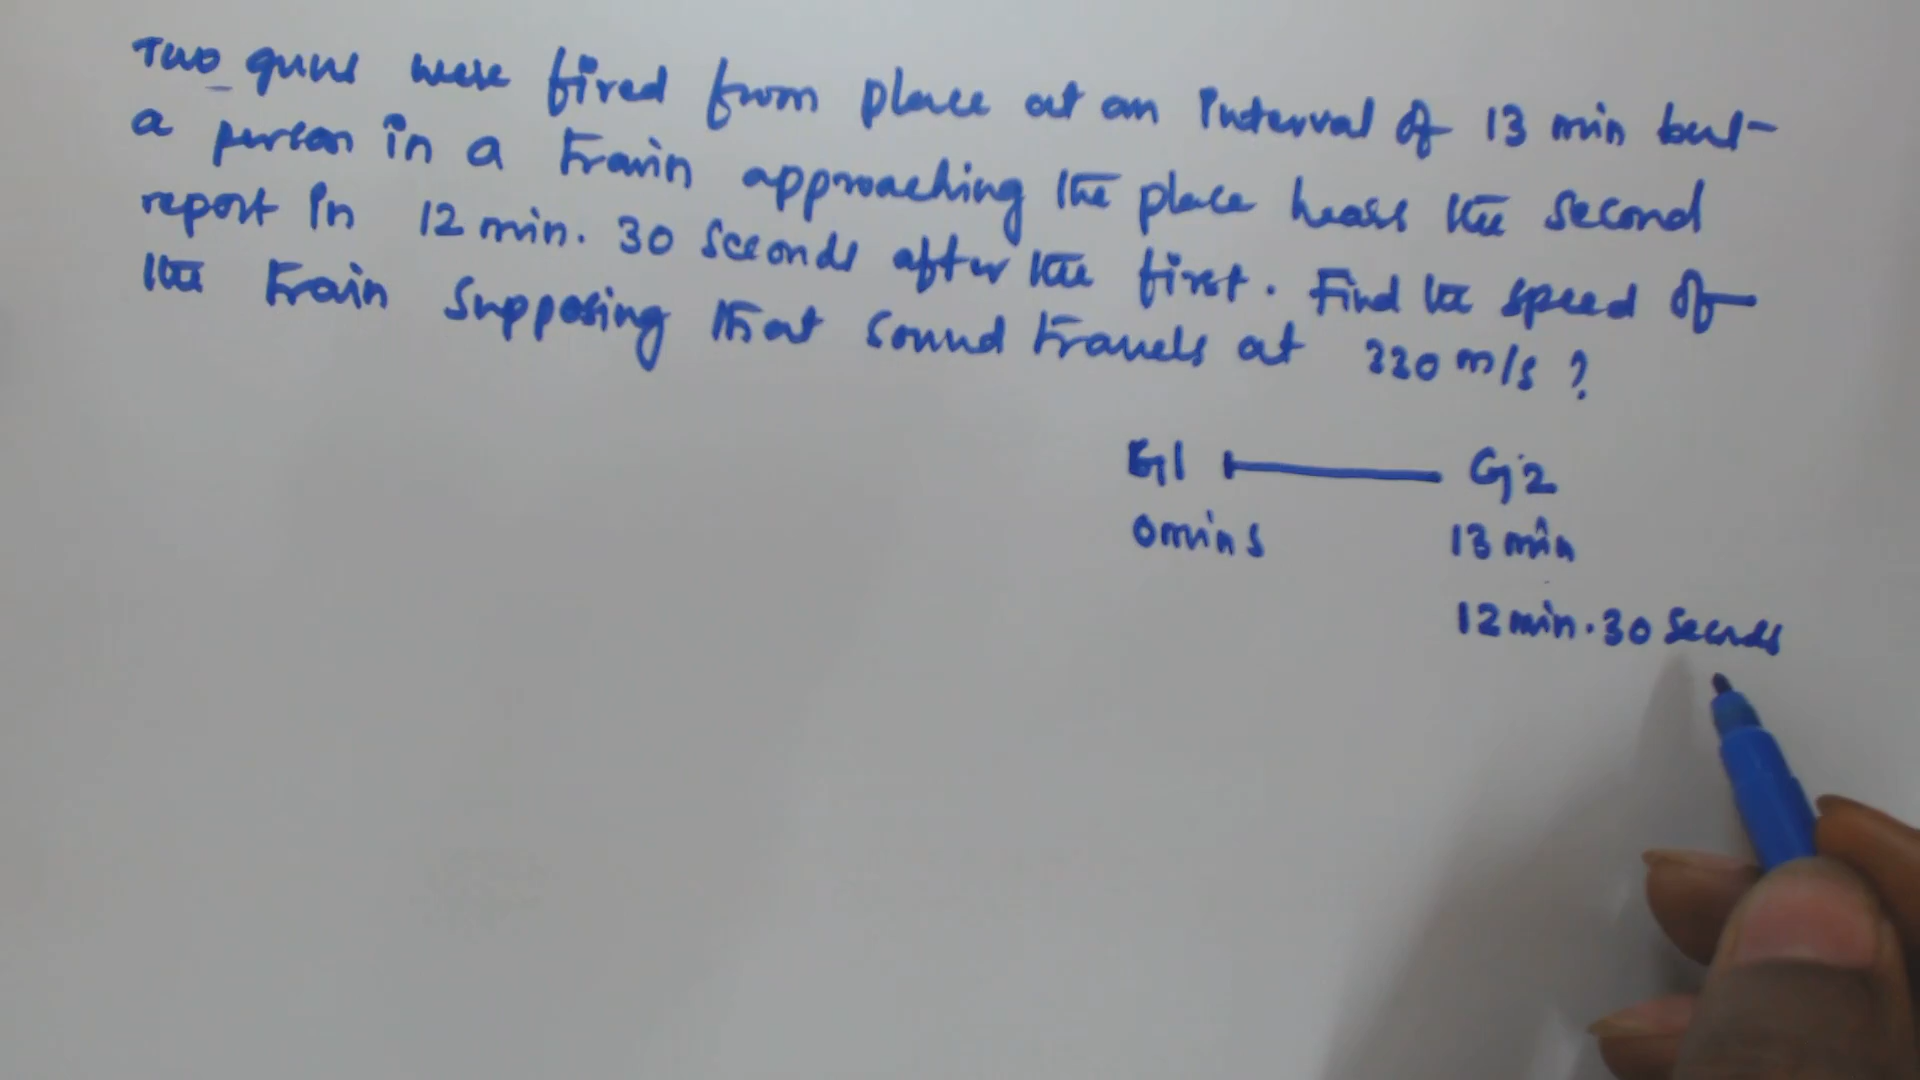 Two guns were fired from place at an Interval of 13 min but
a person in a train approaching the place hears the second
report in 12 min. 30 Seconds after the first. Find the speed of
the train Supposing that sound travels at 330 m/s ?
G1 G2
0 mins 13 min
12 min. 30 Seconds